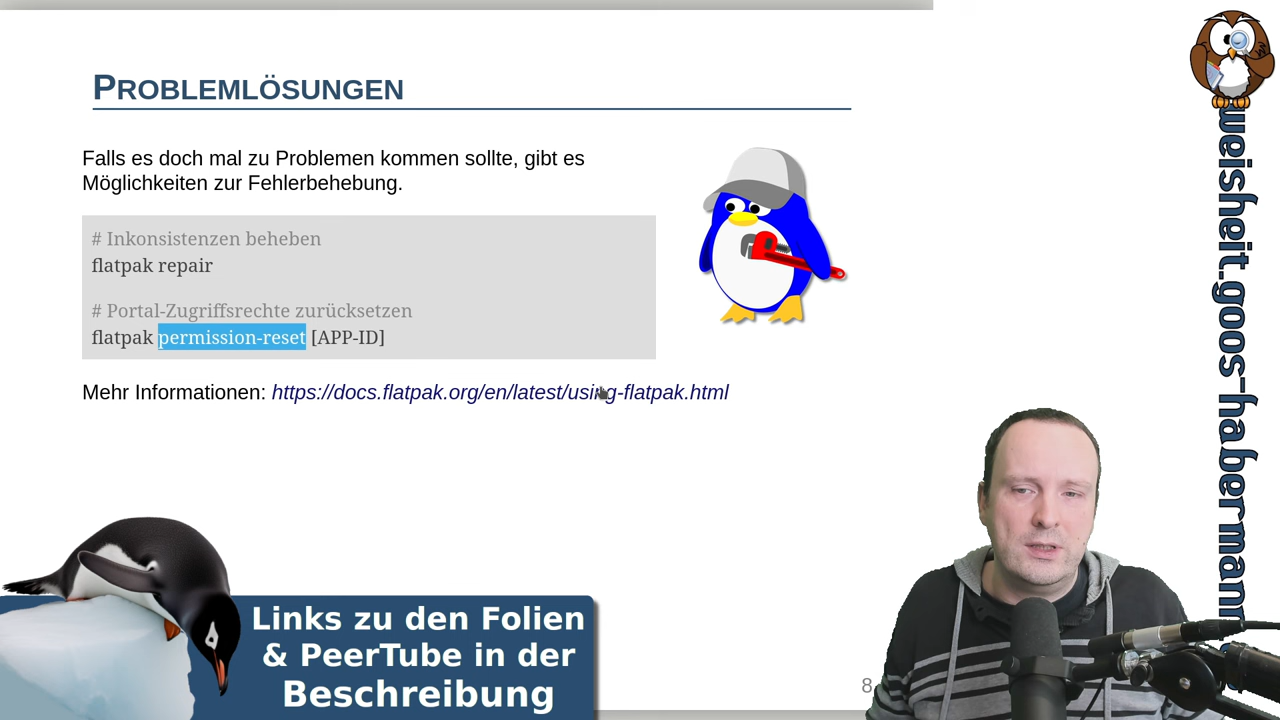 PROBLEMLÖSUNGEN
Falls es doch mal zu Problemen kommen sollte, gibt es
Möglichkeiten zur Fehlerbehebung.
# Inkonsistenzen beheben
flatpak repair
# Portal-Zugriffsrechte zurücksetzen
flatpak permission-reset [APP-ID]
Mehr Informationen: https://docs.flatpak.org/en/latest/using-flatpak.html
Links zu den Folien
& PeerTube in der
Beschreibung
8
weisheit.goos-habermann